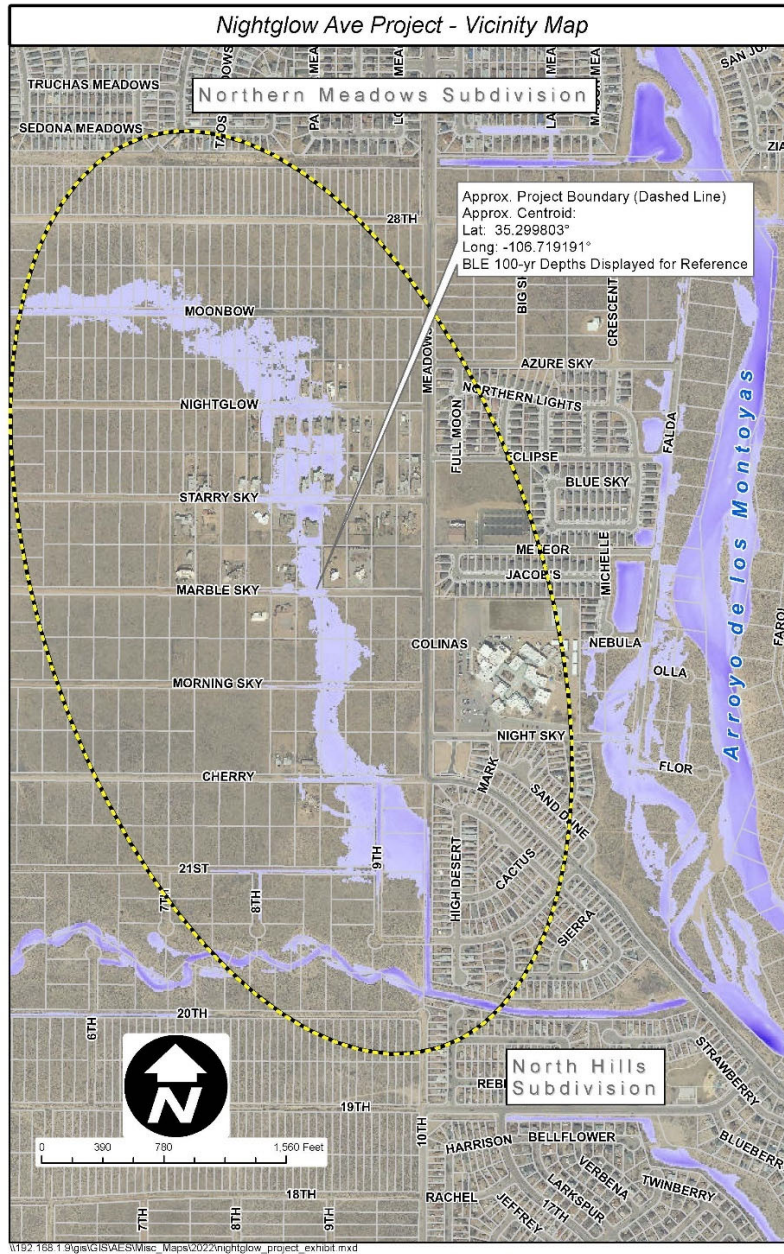 Nightglow Ave Project - Vicinity Map
SAN JU
TRUCHAS MEADOWS
Northern Meadows Subdivision
SEDONA MEADOWS
TAOS
ZIA
Approx. Project Boundary (Dashed Line)
Approx. Centroid:
Lat: 35.299803°
Long: -106.719191°
BLE 100-yr Depths Displayed for Reference
28TH
MOONBOW
BIG S
CRESCENT
MEADOWS
AZURE SKY
NORTHERN LIGHTS
NIGHTGLOW
FULL MOON
FALDA
ECLIPSE
BLUE SKY
STARRY SKY
METEOR
JACOB'S
MICHELLE
MARBLE SKY
Arroyo de los Montoyas
FAROL
COLINAS
NEBULA
OLLA
MORNING SKY
NIGHT SKY
MARK
FLOR
CHERRY
SAND DUNE
9TH
HIGH DESERT
CACTUS
21ST
7TH
8TH
SIERRA
20TH
6TH
North Hills
Subdivision
STRAWBERRY
REB
N
19TH
10TH
HARRISON
BELLFLOWER
BLUEBERR
0 390 780 1,560 Feet
VERBENA
TWINBERRY
LARKSPUR
17TH
JEFFREY
RACHEL
18TH
7TH
8TH
9TH
\\192.168.1.9\gis\GIS\AES\Misc_Maps\2022\nightglow_project_exhibit.mxd